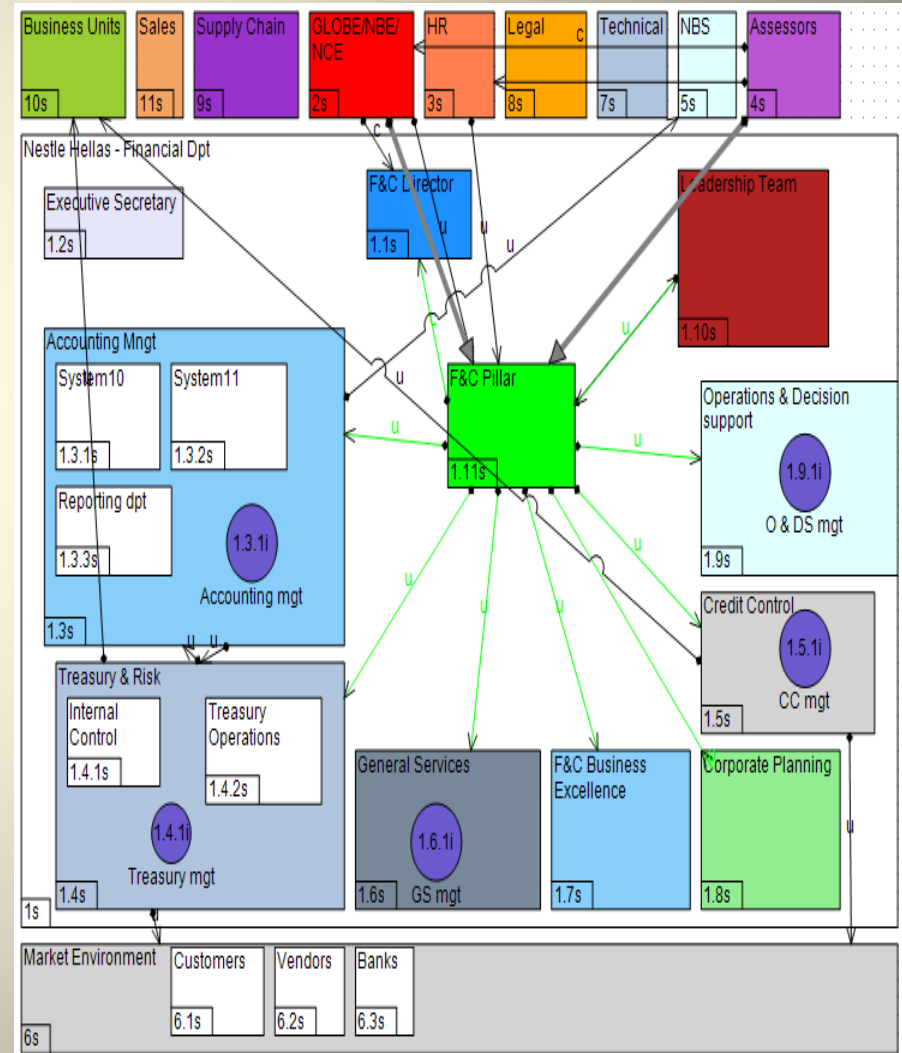 Business Units
10s
Sales
11s
Supply Chain
9s
GLOBE/NBE/
NCE
2s
HR
3s
Legal
8s
c
Technical
7s
NBS
5s
Assessors
4s
c
Nestle Hellas - Financial Dpt
Executive Secretary
1.2s
F&C Director
1.1s
u
u
u
Leadership Team
1.10s
Accounting Mngt
System10
1.3.1s
System11
1.3.2s
Reporting dpt
1.3.3s
1.3.1i
Accounting mgt
1.3s
u
u
u
F&C Pillar
1.11s
u
u
Operations & Decision
support
1.9.1i
O & DS mgt
1.9s
u
u
u
u
u
Credit Control
1.5.1i
CC mgt
1.5s
u
u
Treasury & Risk
Internal
Control
1.4.1s
Treasury
Operations
1.4.2s
1.4.1i
Treasury mgt
1.4s
General Services
1.6.1i
GS mgt
1.6s
F&C Business
Excellence
1.7s
Corporate Planning
1.8s
u
1s
Market Environment
Customers
6.1s
Vendors
6.2s
Banks
6.3s
6s